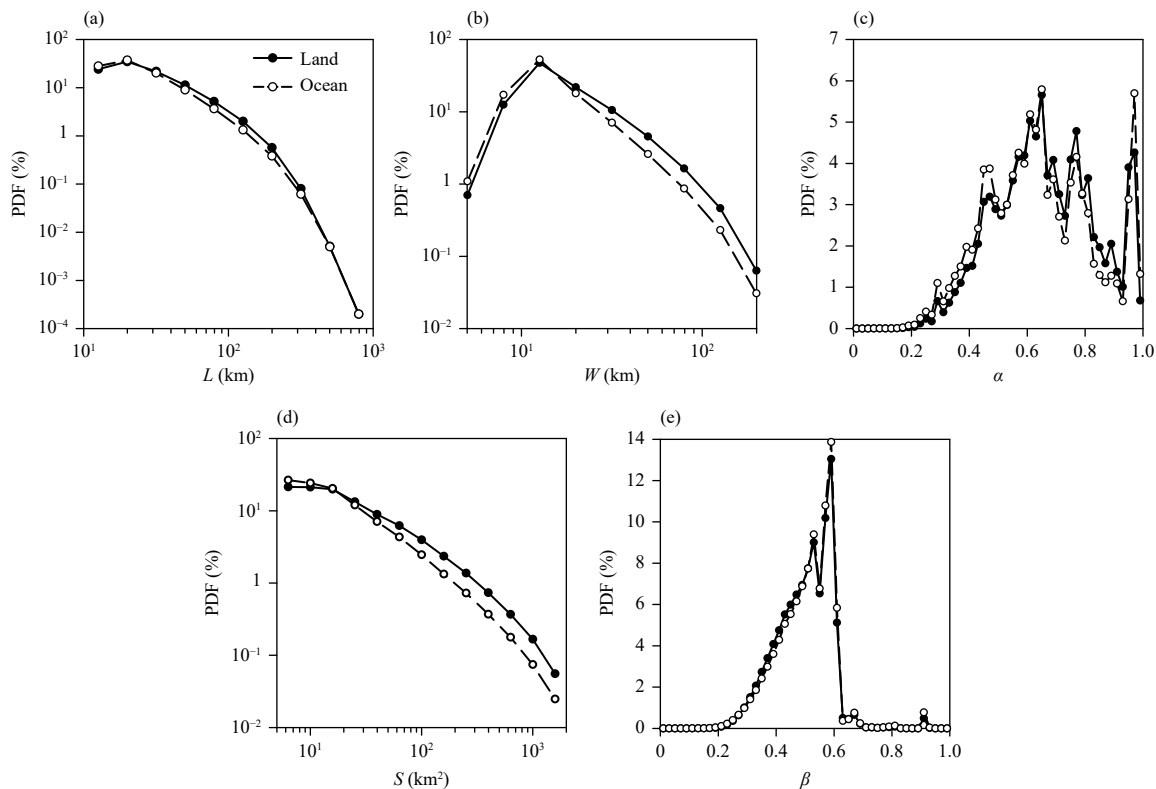 (a)
10²
10¹
1
10⁻¹
10⁻²
10⁻³
10⁻⁴
PDF (%)
10¹ 10² 10³
L (km)
Land
Ocean
(b)
10²
10¹
1
10⁻¹
10⁻²
PDF (%)
10¹ 10²
W (km)
(c)
7
6
5
4
3
2
1
0
PDF (%)
0 0.2 0.4 0.6 0.8 1.0
α
(d)
10²
10¹
1
10⁻¹
10⁻²
PDF (%)
10¹ 10² 10³
S (km²)
(e)
14
12
10
8
6
4
2
0
PDF (%)
0 0.2 0.4 0.6 0.8 1.0
β